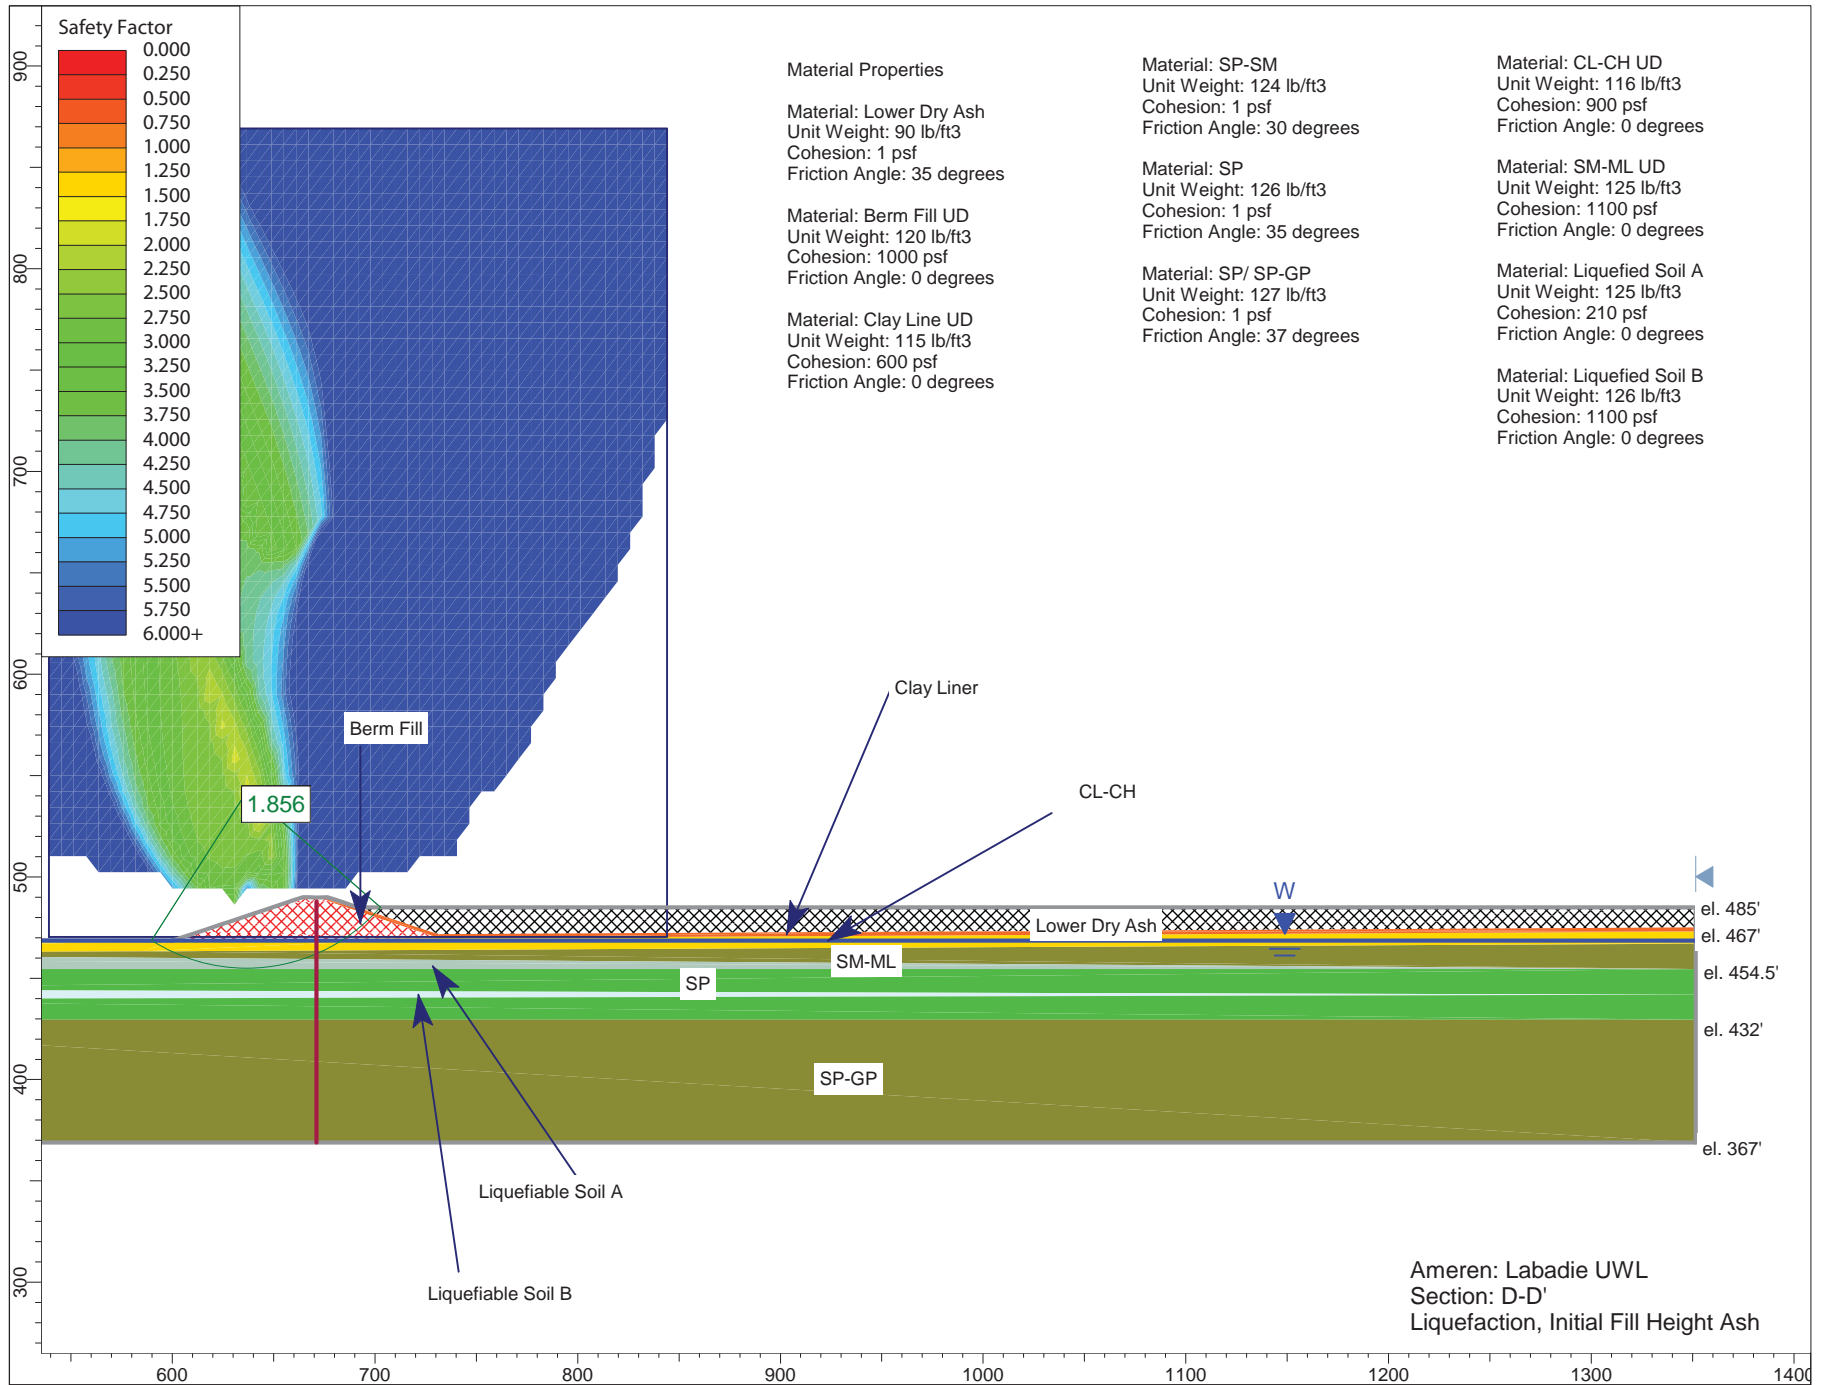 Safety Factor
0.000
0.250
0.500
0.750
1.000
1.250
1.500
1.750
2.000
2.250
2.500
2.750
3.000
3.250
3.500
3.750
4.000
4.250
4.500
4.750
5.000
5.250
5.500
5.750
6.000+
Material Properties
Material: Lower Dry Ash
Unit Weight: 90 lb/ft3
Cohesion: 1 psf
Friction Angle: 35 degrees
Material: Berm Fill UD
Unit Weight: 120 lb/ft3
Cohesion: 1000 psf
Friction Angle: 0 degrees
Material: Clay Line UD
Unit Weight: 115 lb/ft3
Cohesion: 600 psf
Friction Angle: 0 degrees
Material: SP-SM
Unit Weight: 124 lb/ft3
Cohesion: 1 psf
Friction Angle: 30 degrees
Material: SP
Unit Weight: 126 lb/ft3
Cohesion: 1 psf
Friction Angle: 35 degrees
Material: SP/ SP-GP
Unit Weight: 127 lb/ft3
Cohesion: 1 psf
Friction Angle: 37 degrees
Material: CL-CH UD
Unit Weight: 116 lb/ft3
Cohesion: 900 psf
Friction Angle: 0 degrees
Material: SM-ML UD
Unit Weight: 125 lb/ft3
Cohesion: 1100 psf
Friction Angle: 0 degrees
Material: Liquefied Soil A
Unit Weight: 125 lb/ft3
Cohesion: 210 psf
Friction Angle: 0 degrees
Material: Liquefied Soil B
Unit Weight: 126 lb/ft3
Cohesion: 1100 psf
Friction Angle: 0 degrees
900
800
700
600
500
400
300
Clay Liner
Berm Fill
CL-CH
1.856
W
Lower Dry Ash
SM-ML
SP
SP-GP
el. 485'
el. 467'
el. 454.5'
el. 432'
el. 367'
Liquefiable Soil A
Liquefiable Soil B
Ameren: Labadie UWL
Section: D-D'
Liquefaction, Initial Fill Height Ash
600
700
800
900
1000
1100
1200
1300
1400